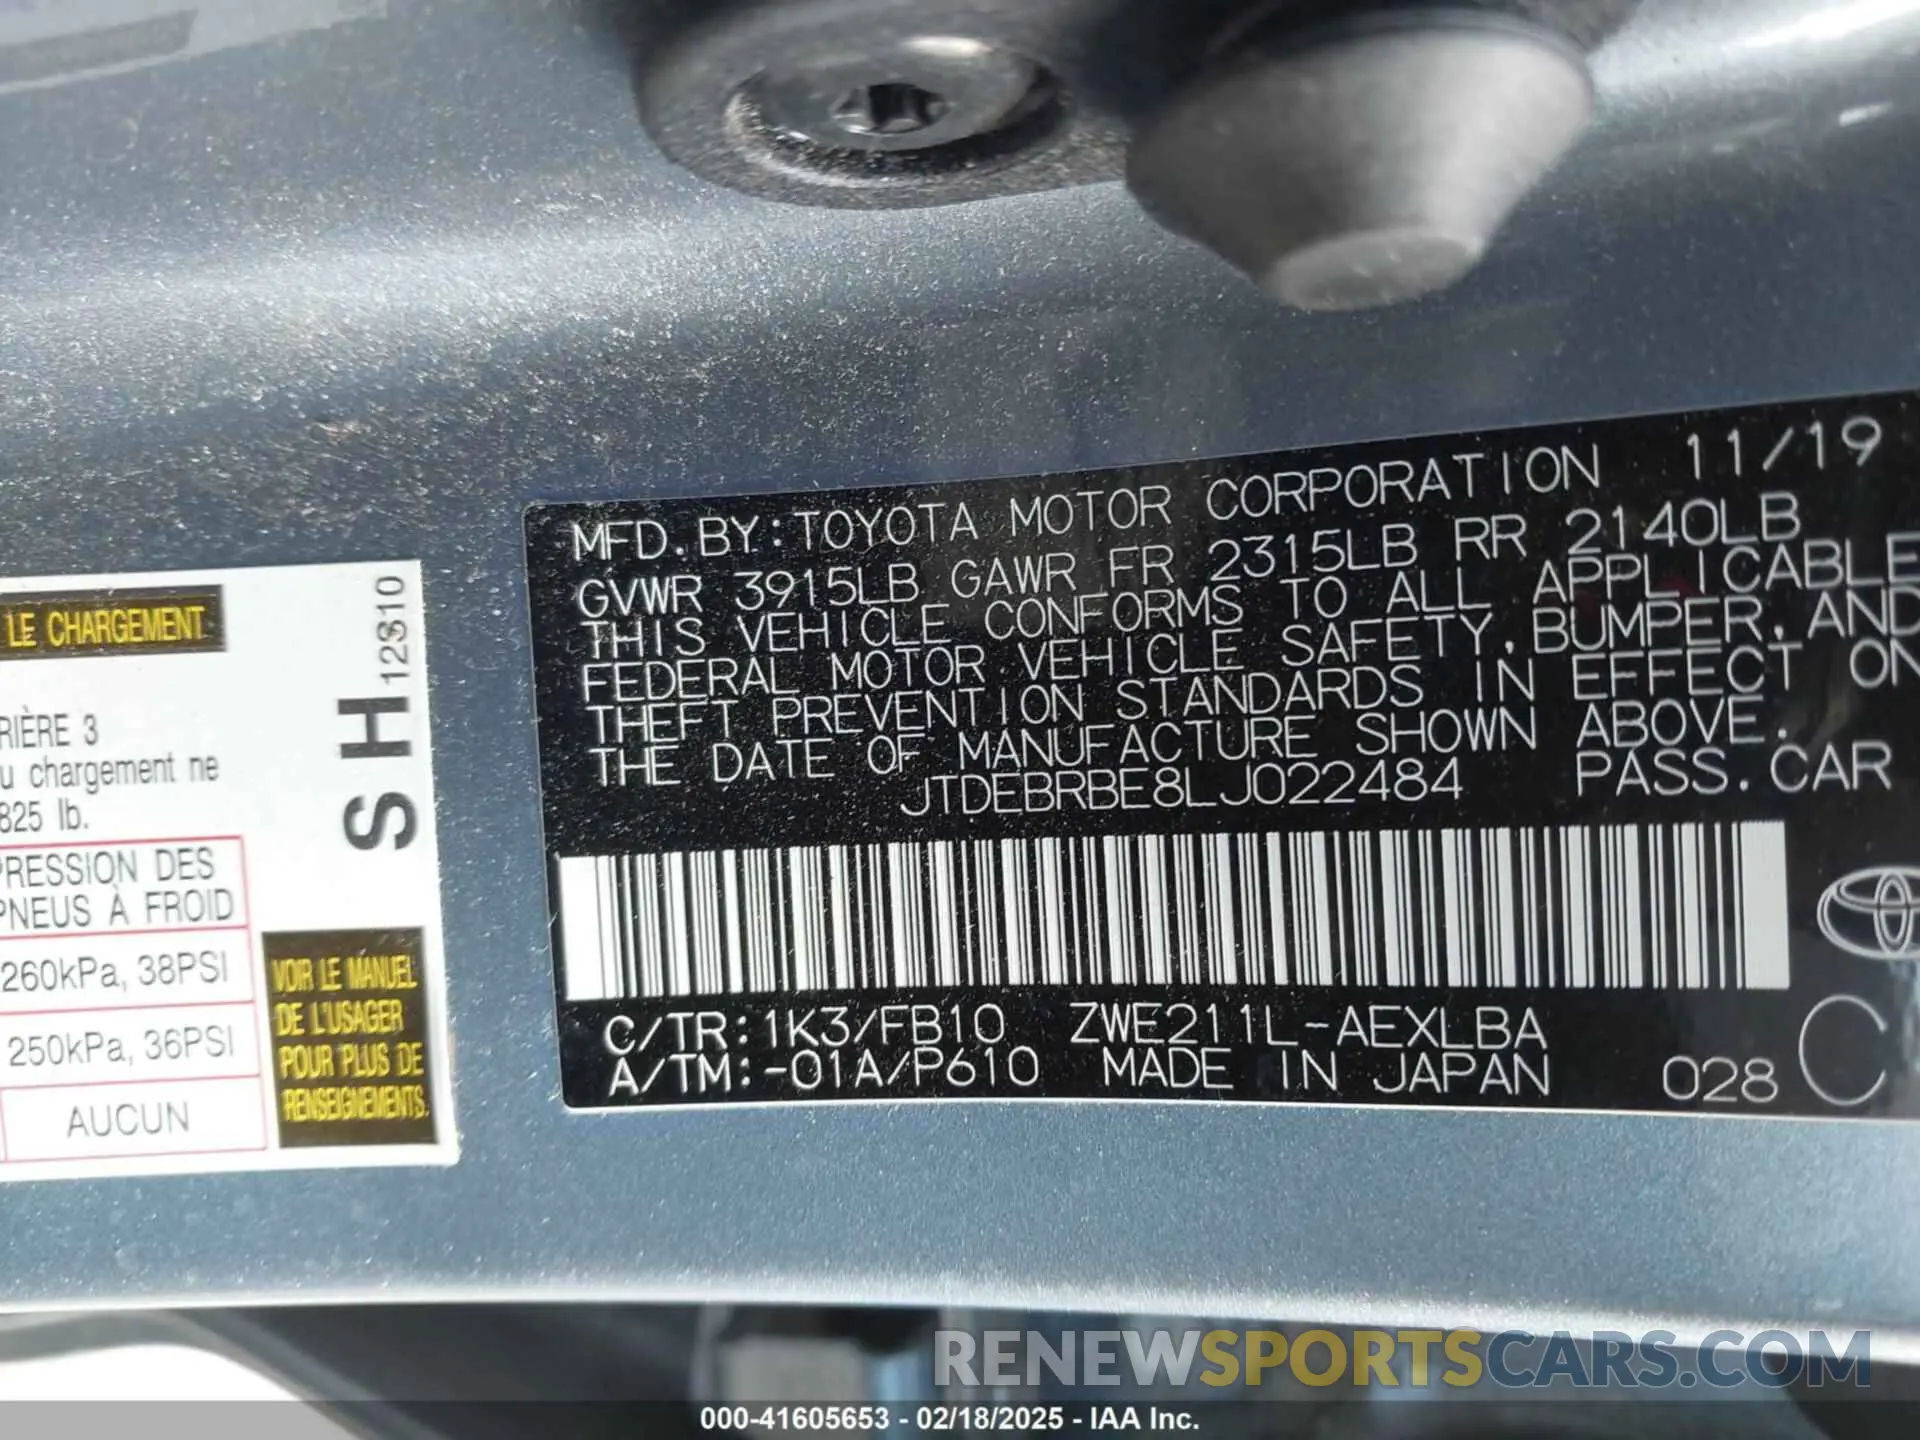 LE CHARGEMENT
RIÈRE 3
u chargement ne
825 lb.
PRESSION DES
PNEUS À FROID
260kPa, 38PSI
250kPa, 36PSI
AUCUN
S H 12S10
VOIR LE MANUEL
DE L'USAGER
POUR PLUS DE
RENSEIGNEMENTS.
MFD. BY: TOYOTA MOTOR CORPORATION 11/19
GVWR 3915LB GAWR FR 2315LB RR 2140LB
THIS VEHICLE CONFORMS TO ALL APPLICABLE
FEDERAL MOTOR VEHICLE SAFETY, BUMPER, AND
THEFT PREVENTION STANDARDS IN EFFECT ON
THE DATE OF MANUFACTURE SHOWN ABOVE.
JTDEBRBE8LJ022484 PASS. CAR
C/TR: 1K3/FB10 ZWE211L-AEXLBA
A/TM: -01A/P610 MADE IN JAPAN 028 C
RENEWSPORTSCARS.COM
000-41605653 - 02/18/2025 - IAA Inc.